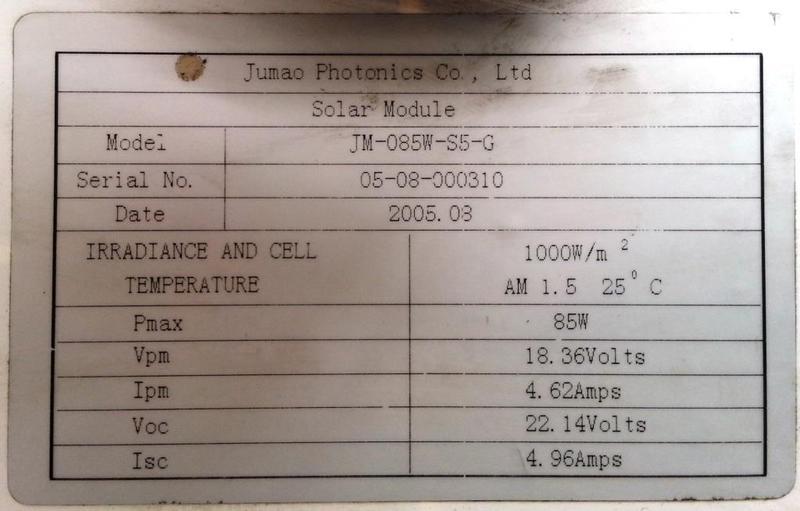 Jumao Photonics Co., Ltd
Solar Module
Model JM-085W-S5-G
Serial No. 05-08-000310
Date 2005.08
IRRADIANCE AND CELL 1000W/m²
TEMPERATURE AM 1.5 25°C
Pmax 85W
Vpm 18.36Volts
Ipm 4.62Amps
Voc 22.14Volts
Isc 4.96Amps